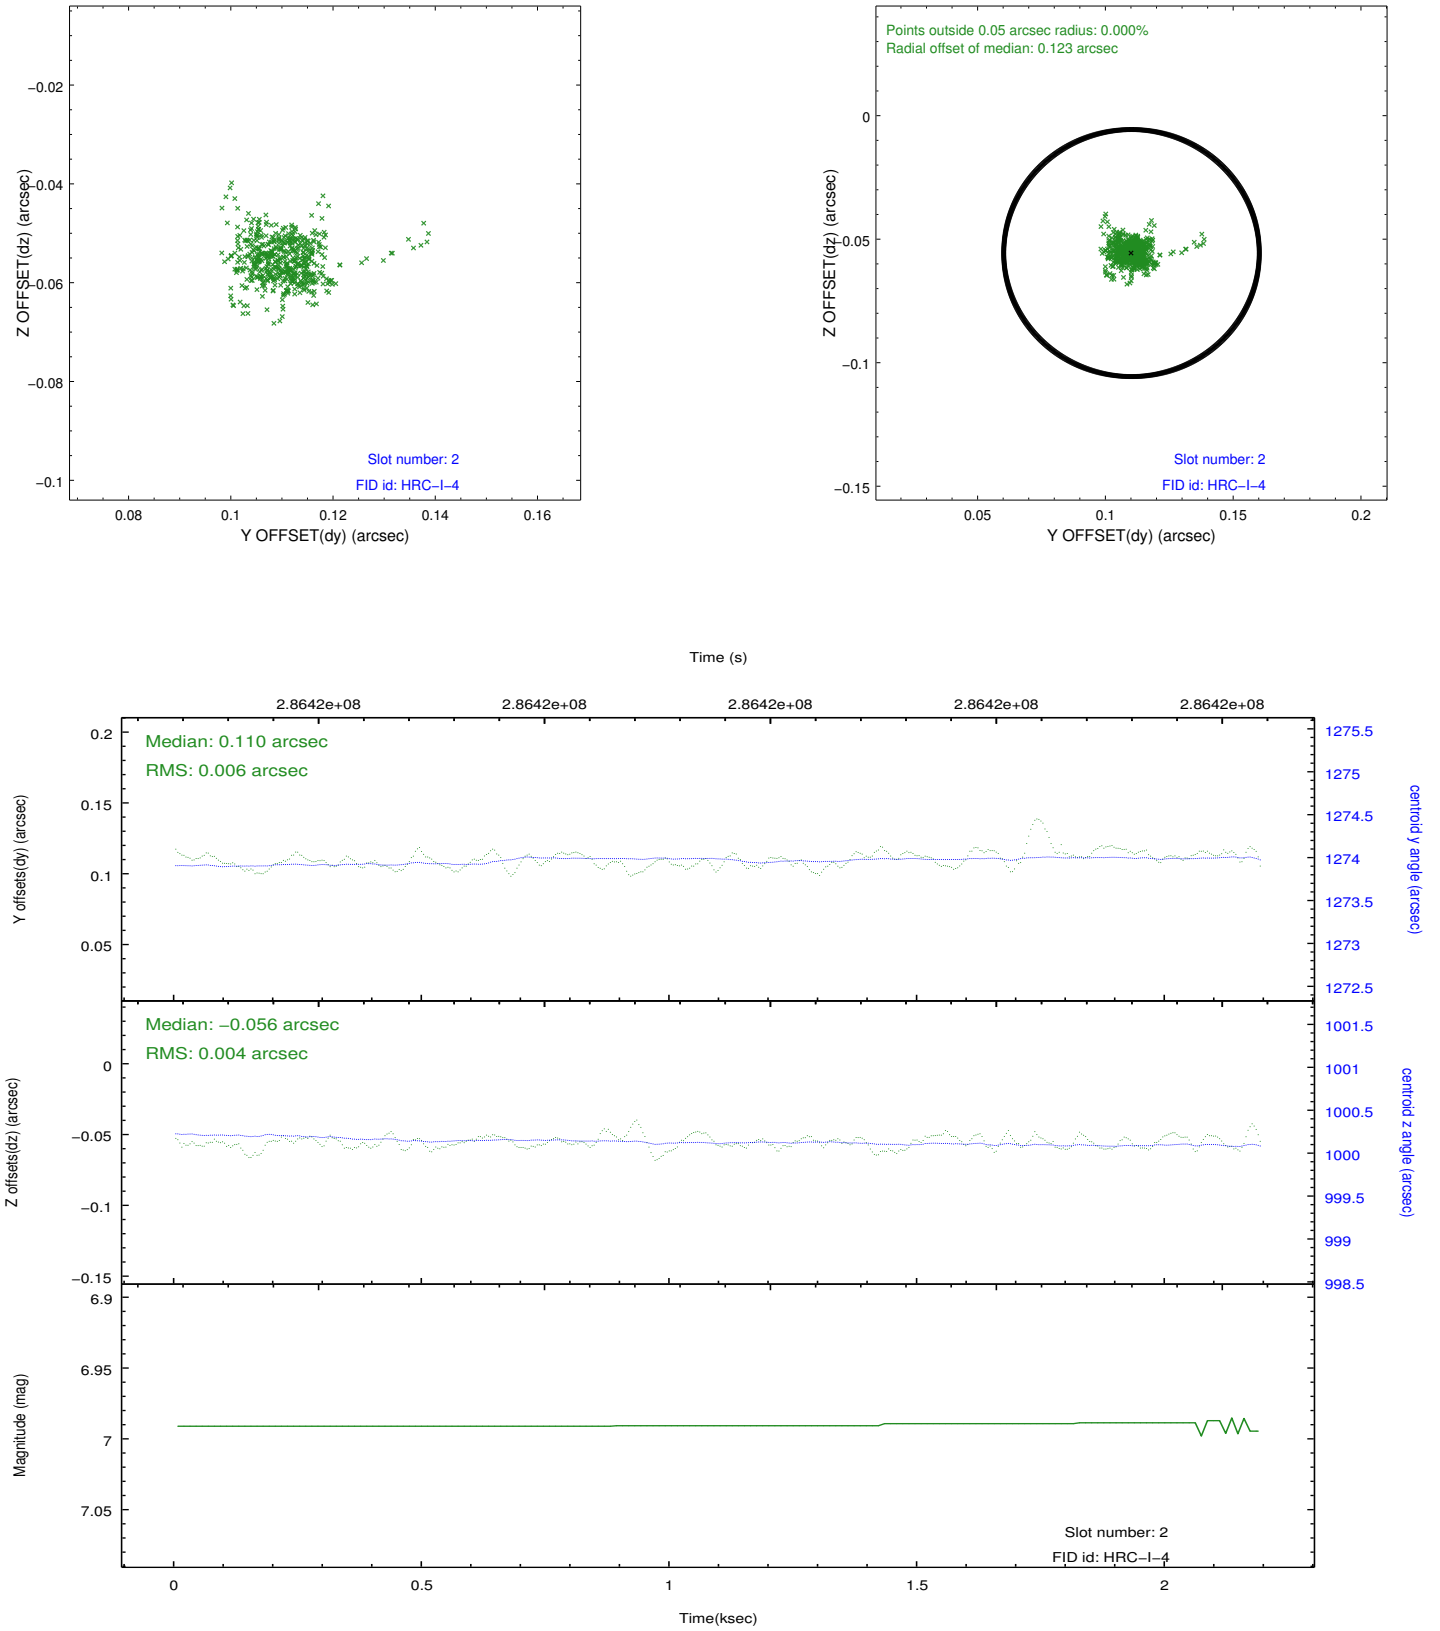 −0.02
−0.04
−0.06
−0.08
−0.1
Z OFFSET(dz) (arcsec)
Slot number: 2
FID id: HRC−I−4
0.08 0.1 0.12 0.14 0.16
Y OFFSET(dy) (arcsec)
Points outside 0.05 arcsec radius: 0.000%
Radial offset of median: 0.123 arcsec
0
−0.05
−0.1
−0.15
Z OFFSET(dz) (arcsec)
Slot number: 2
FID id: HRC−I−4
0.05 0.1 0.15 0.2
Y OFFSET(dy) (arcsec)
Time (s)
2.8642e+08 2.8642e+08 2.8642e+08 2.8642e+08 2.8642e+08
Median: 0.110 arcsec
RMS: 0.006 arcsec
0.2
0.15
0.1
0.05
Y offsets(dy) (arcsec)
1275.5
1275
1274.5
1274
1273.5
1273
1272.5
centroid y angle (arcsec)
Median: −0.056 arcsec
RMS: 0.004 arcsec
0
−0.05
−0.1
−0.15
Z offsets(dz) (arcsec)
1001.5
1001
1000.5
1000
999.5
999
998.5
centroid z angle (arcsec)
6.9
6.95
7
7.05
Magnitude (mag)
Slot number: 2
FID id: HRC−I−4
0 0.5 1 1.5 2
Time(ksec)